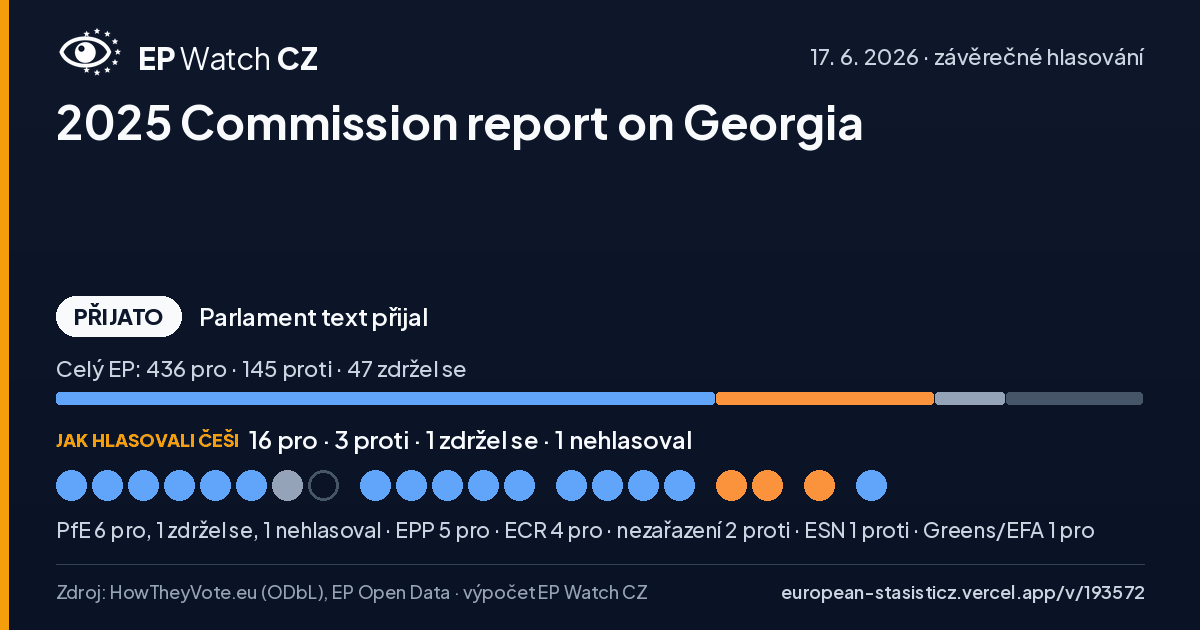 EP Watch CZ
17. 6. 2026 · závěrečné hlasování
2025 Commission report on Georgia
PŘIJATO Parlament text přijal
Celý EP: 436 pro · 145 proti · 47 zdržel se
JAK HLASOVALI ČEŠI 16 pro · 3 proti · 1 zdržel se · 1 nehlasoval
PfE 6 pro, 1 zdržel se, 1 nehlasoval · EPP 5 pro · ECR 4 pro · nezařazení 2 proti · ESN 1 proti · Greens/EFA 1 pro
Zdroj: HowTheyVote.eu (ODbL), EP Open Data · výpočet EP Watch CZ
european-stasisticz.vercel.app/v/193572